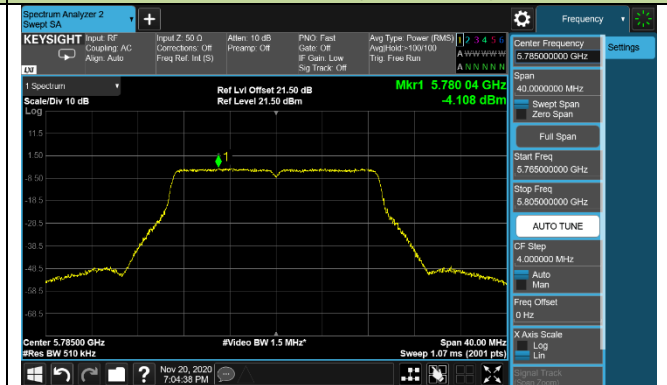 Spectrum Analyzer 2
Swept SA
+
Frequency
KEYSIGHT
Input: RF
Coupling: AC
Align: Auto
Input Z: 50 Ω
Corrections: Off
Freq Ref: Int (S)
Atten: 10 dB
Preamp: Off
PNO: Fast
Gate: Off
IF Gain: Low
Sig Track: Off
Avg Type: Power (RMS)
Avg|Hold:>100/100
Trig: Free Run
1 2 3 4 5 6
A W W W W W
A N N N N N
LXI
1 Spectrum
Scale/Div 10 dB
Log
Ref Lvl Offset 21.50 dB
Ref Level 21.50 dBm
Mkr1 5.780 04 GHz
-4.108 dBm
11.5
1.50
-8.50
-18.5
-28.5
-38.5
-48.5
-58.5
-68.5
1
Center 5.78500 GHz
#Res BW 510 kHz
#Video BW 1.5 MHz*
Span 40.00 MHz
Sweep 1.07 ms (2001 pts)
Center Frequency
5.785000000 GHz
Settings
Span
40.0000000 MHz
Swept Span
Zero Span
Full Span
Start Freq
5.765000000 GHz
Stop Freq
5.805000000 GHz
AUTO TUNE
CF Step
4.000000 MHz
Auto
Man
Freq Offset
0 Hz
X Axis Scale
Log
Lin
Signal Track
(Span Zoom)
?
Nov 20, 2020
7:04:38 PM